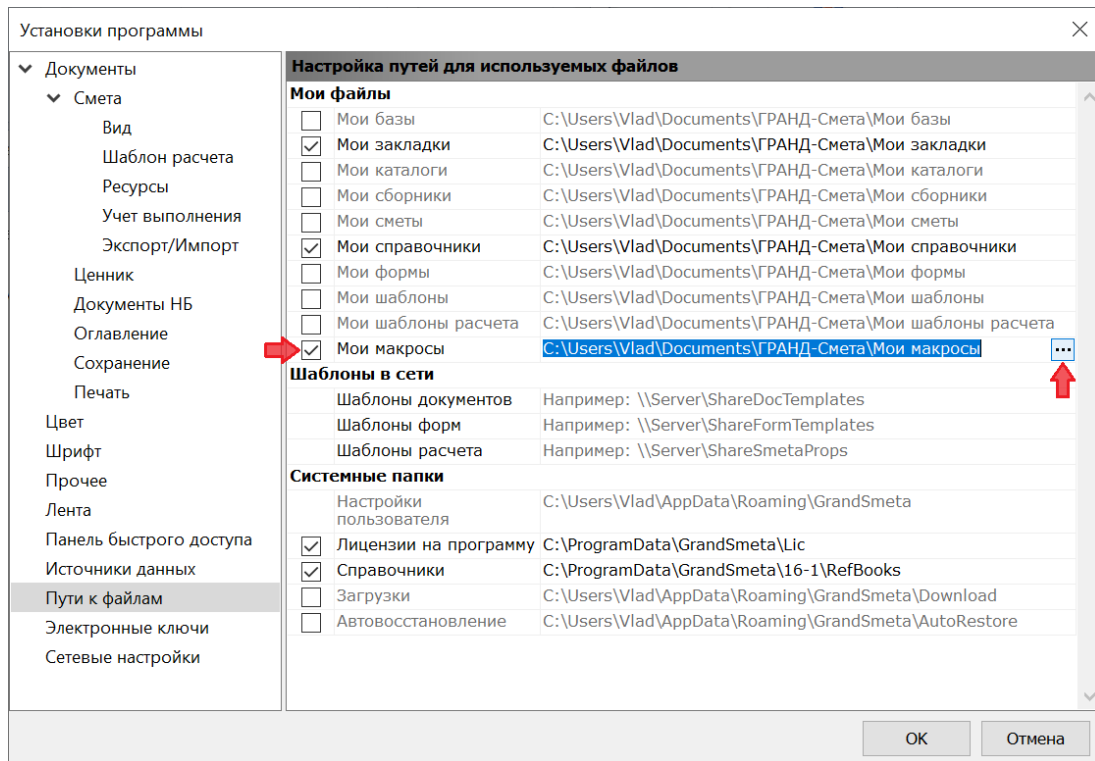 Установки программы
Документы
Смета
Вид
Шаблон расчета
Ресурсы
Учет выполнения
Экспорт/Импорт
Ценник
Документы НБ
Оглавление
Сохранение
Печать
Цвет
Шрифт
Прочее
Лента
Панель быстрого доступа
Источники данных
Пути к файлам
Электронные ключи
Сетевые настройки
Настройка путей для используемых файлов
Мои файлы
Мои базы C:\Users\Vlad\Documents\ГРАНД-Смета\Мои базы
Мои закладки C:\Users\Vlad\Documents\ГРАНД-Смета\Мои закладки
Мои каталоги C:\Users\Vlad\Documents\ГРАНД-Смета\Мои каталоги
Мои сборники C:\Users\Vlad\Documents\ГРАНД-Смета\Мои сборники
Мои сметы C:\Users\Vlad\Documents\ГРАНД-Смета\Мои сметы
Мои справочники C:\Users\Vlad\Documents\ГРАНД-Смета\Мои справочники
Мои формы C:\Users\Vlad\Documents\ГРАНД-Смета\Мои формы
Мои шаблоны C:\Users\Vlad\Documents\ГРАНД-Смета\Мои шаблоны
Мои шаблоны расчета C:\Users\Vlad\Documents\ГРАНД-Смета\Мои шаблоны расчета
Мои макросы C:\Users\Vlad\Documents\ГРАНД-Смета\Мои макросы ...
Шаблоны в сети
Шаблоны документов Например: \\Server\ShareDocTemplates
Шаблоны форм Например: \\Server\ShareFormTemplates
Шаблоны расчета Например: \\Server\ShareSmetaProps
Системные папки
Настройки C:\Users\Vlad\AppData\Roaming\GrandSmeta
пользователя
Лицензии на программу C:\ProgramData\GrandSmeta\Lic
Справочники C:\ProgramData\GrandSmeta\16-1\RefBooks
Загрузки C:\Users\Vlad\AppData\Roaming\GrandSmeta\Download
Автовосстановление C:\Users\Vlad\AppData\Roaming\GrandSmeta\AutoRestore
ОК Отмена